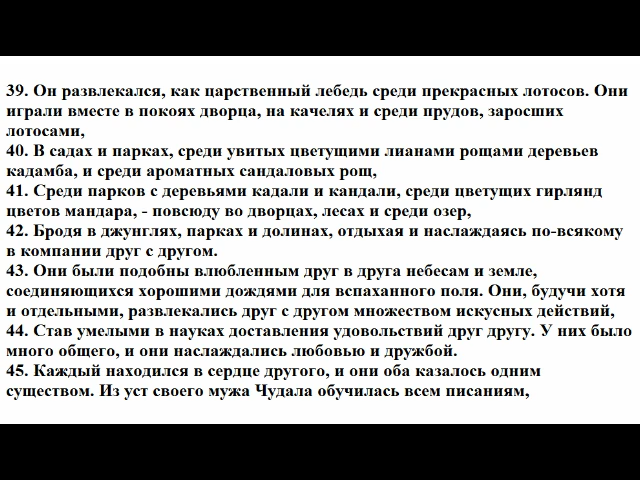 39. Он развлекался, как царственный лебедь среди прекрасных лотосов. Они
играли вместе в покоях дворца, на качелях и среди прудов, заросших
лотосами,
40. В садах и парках, среди увитых цветущими лианами рощами деревьев
кадамба, и среди ароматных сандаловых рощ,
41. Среди парков с деревьями кадали и кандали, среди цветущих гирлянд
цветов мандара, - повсюду во дворцах, лесах и среди озер,
42. Бродя в джунглях, парках и долинах, отдыхая и наслаждаясь по-всякому
в компании друг с другом.
43. Они были подобны влюбленным друг в друга небесам и земле,
соединяющихся хорошими дождями для вспаханного поля. Они, будучи хотя
и отдельными, развлекались друг с другом множеством искусных действий,
44. Став умелыми в науках доставления удовольствий друг другу. У них было
много общего, и они наслаждались любовью и дружбой.
45. Каждый находился в сердце другого, и они оба казалось одним
существом. Из уст своего мужа Чудала обучилась всем писаниям,